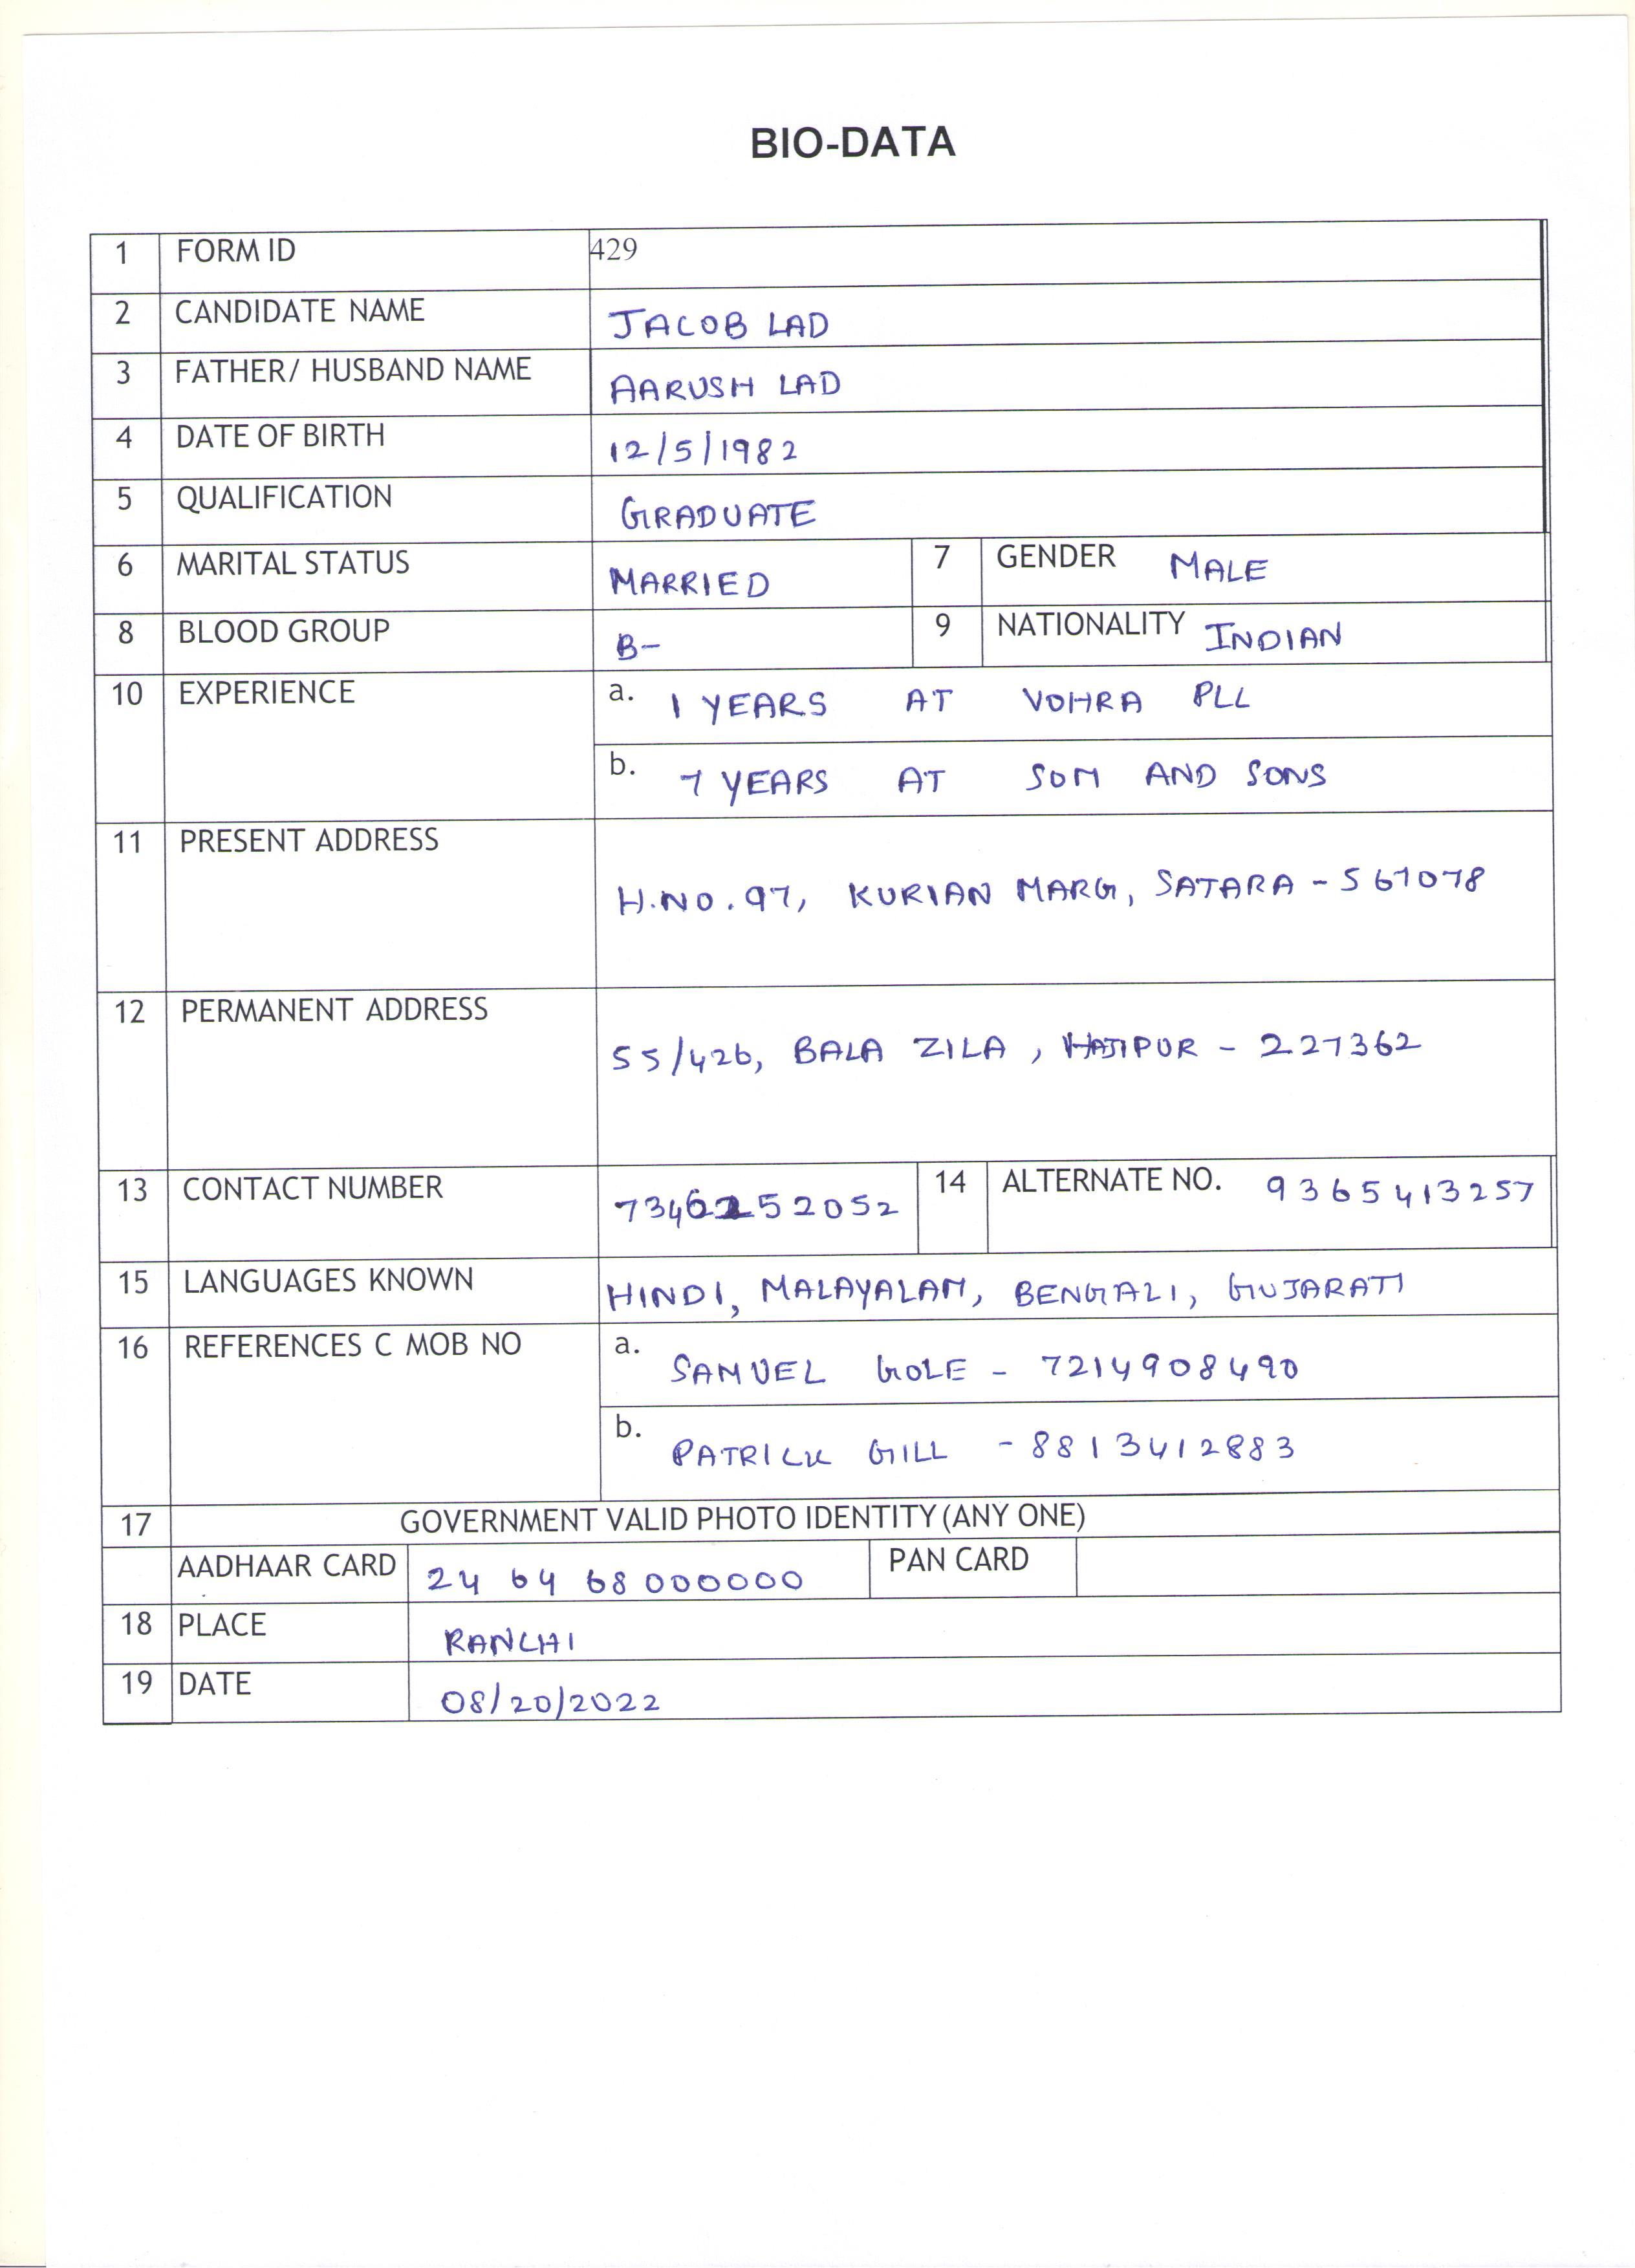 BIO-DATA
1 FORM ID 429
2 CANDIDATE NAME JACOB LAD
3 FATHER/ HUSBAND NAME AARUSH LAD
4 DATE OF BIRTH 12/5/1982
5 QUALIFICATION GRADUATE
6 MARITAL STATUS MARRIED 7 GENDER MALE
8 BLOOD GROUP B- 9 NATIONALITY INDIAN
10 EXPERIENCE a. 1 YEARS AT VOHRA PLL
b. 7 YEARS AT SOM AND SONS
11 PRESENT ADDRESS
H.NO.97, KURIAN MARG, SATARA - 567078
12 PERMANENT ADDRESS
55/426, BALA ZILA, HAJIPUR - 227362
13 CONTACT NUMBER 7346252052 14 ALTERNATE NO. 9365413257
15 LANGUAGES KNOWN HINDI, MALAYALAM, BENGALI, GUJARATI
16 REFERENCES C MOB NO a. SAMUEL GOLE - 7214908490
b. PATRICK GILL - 8813412883
17 GOVERNMENT VALID PHOTO IDENTITY (ANY ONE)
AADHAAR CARD 24 64 68 000000 PAN CARD
18 PLACE RANCHI
19 DATE 08/20/2022